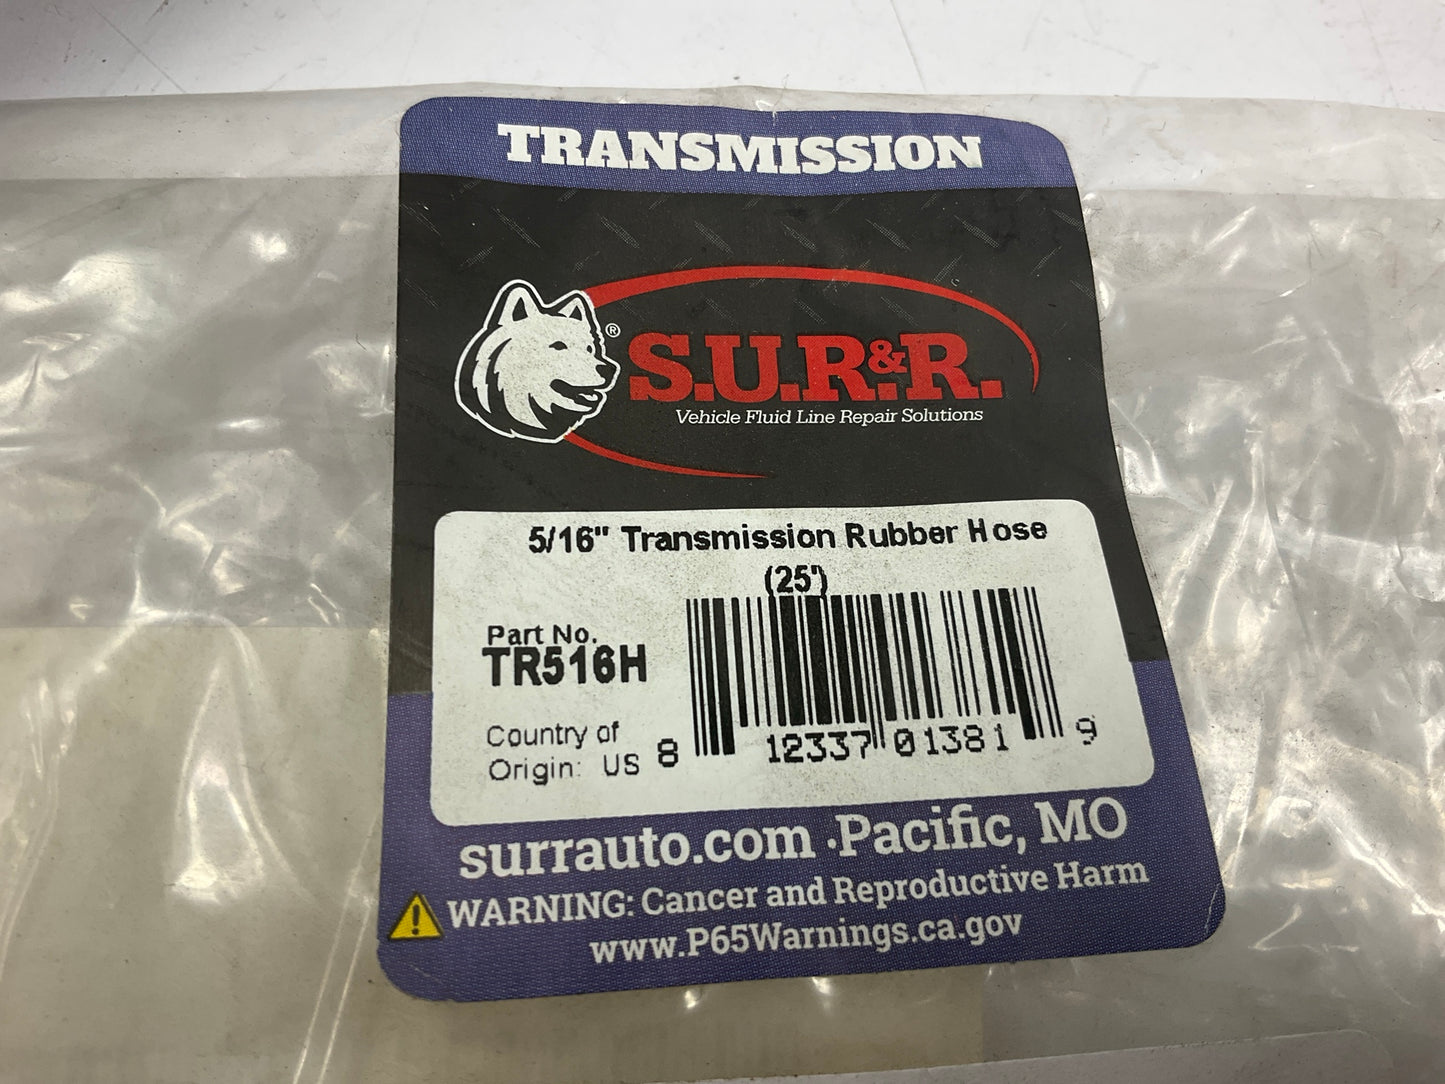 TRANSMISSION
®
S.U.R.&R.
Vehicle Fluid Line Repair Solutions
5/16" Transmission Rubber Hose
(25')
Part No.
TR516H
Country of
Origin: US
8 12337 01381 9
surrauto.com · Pacific, MO
WARNING: Cancer and Reproductive Harm
www.P65Warnings.ca.gov